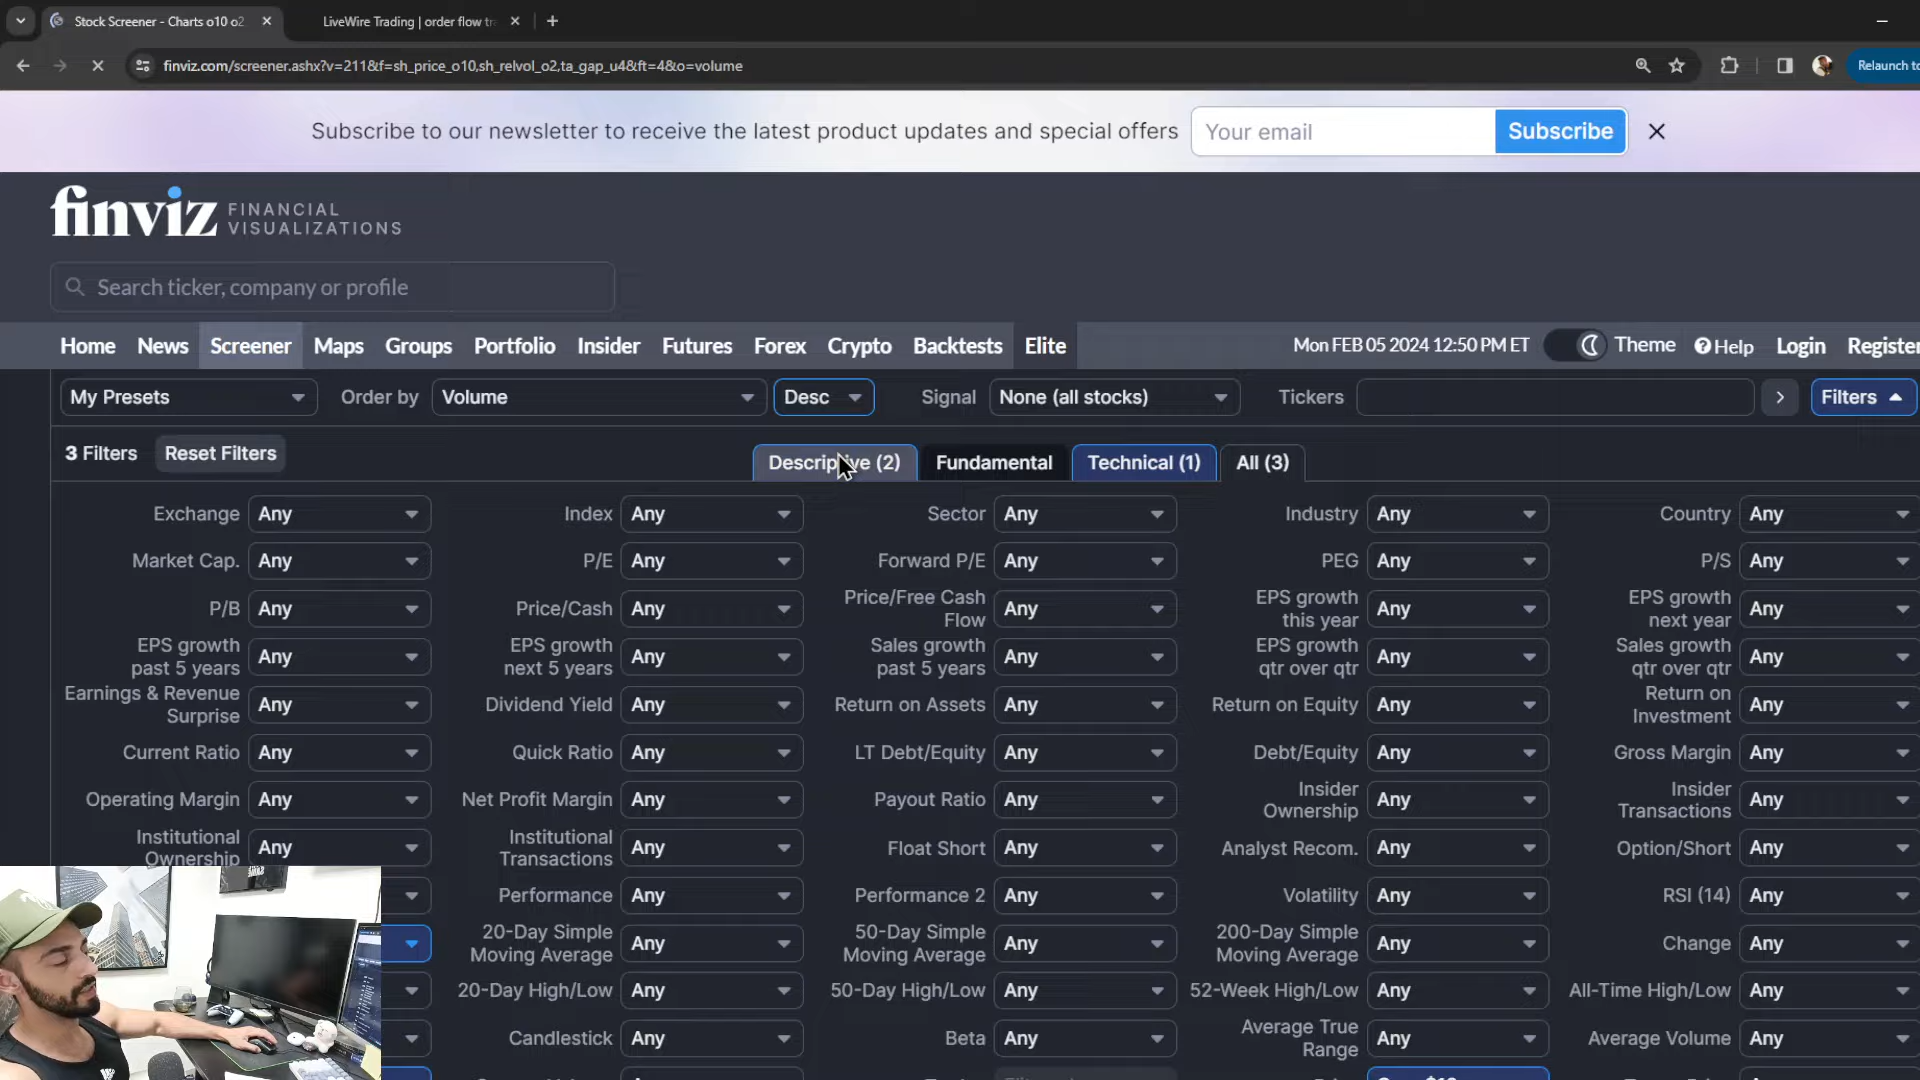 Stock Screener - Charts o10 o2
LiveWire Trading | order flow tra
finviz.com/screener.ashx?v=211&f=sh_price_o10,sh_relvol_o2,ta_gap_u4&ft=4&o=volume
Relaunch to
Subscribe to our newsletter to receive the latest product updates and special offers
Your email
Subscribe
finviz FINANCIAL VISUALIZATIONS
Search ticker, company or profile
Home News Screener Maps Groups Portfolio Insider Futures Forex Crypto Backtests Elite Mon FEB 05 2024 12:50 PM ET Theme Help Login Register
My Presets Order by Volume Desc Signal None (all stocks) Tickers Filters
3 Filters Reset Filters Descriptive (2) Fundamental Technical (1) All (3)
Exchange Any Index Any Sector Any Industry Any Country Any
Market Cap. Any P/E Any Forward P/E Any PEG Any P/S Any
P/B Any Price/Cash Any Price/Free Cash Flow Any EPS growth this year Any EPS growth next year Any
EPS growth past 5 years Any EPS growth next 5 years Any Sales growth past 5 years Any EPS growth qtr over qtr Any Sales growth qtr over qtr Any
Earnings & Revenue Surprise Any Dividend Yield Any Return on Assets Any Return on Equity Any Return on Investment Any
Current Ratio Any Quick Ratio Any LT Debt/Equity Any Debt/Equity Any Gross Margin Any
Operating Margin Any Net Profit Margin Any Payout Ratio Any Insider Ownership Any Insider Transactions Any
Institutional Ownership Any Institutional Transactions Any Float Short Any Analyst Recom. Any Option/Short Any
Performance Any Performance 2 Any Volatility Any RSI (14) Any
20-Day Simple Moving Average Any 50-Day Simple Moving Average Any 200-Day Simple Moving Average Any Change Any
20-Day High/Low Any 50-Day High/Low Any 52-Week High/Low Any All-Time High/Low Any
Candlestick Any Beta Any Average True Range Any Average Volume Any